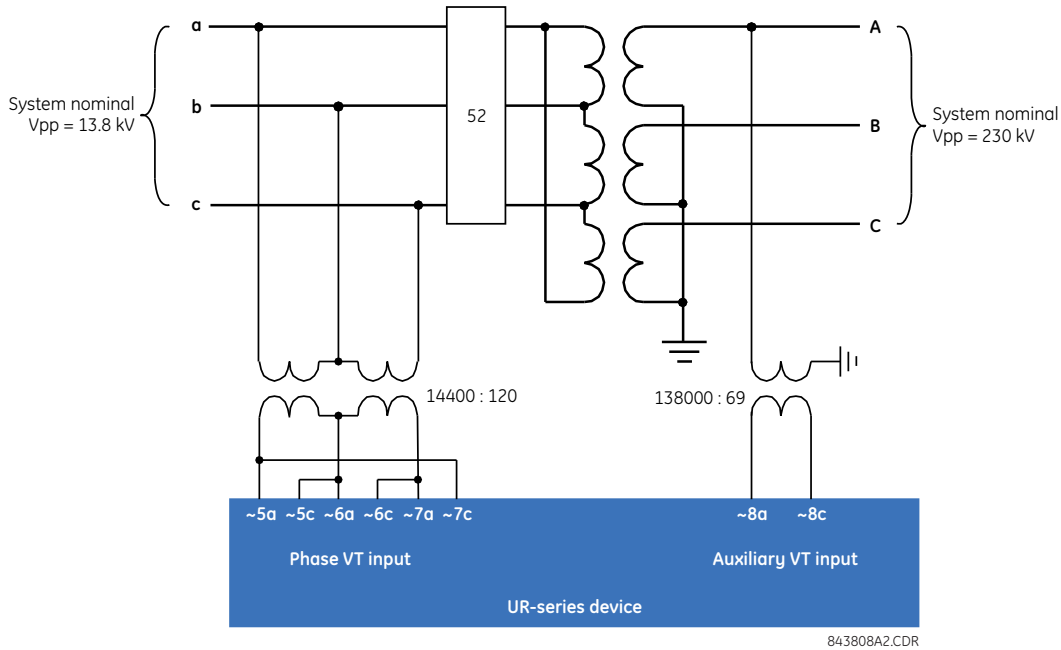 a
A
System nominal
Vpp = 13.8 kV
b
52
B
System nominal
Vpp = 230 kV
c
C
14400 : 120
138000 : 69
~5a ~5c ~6a ~6c ~7a ~7c
~8a ~8c
Phase VT input
Auxiliary VT input
UR-series device
843808A2.CDR